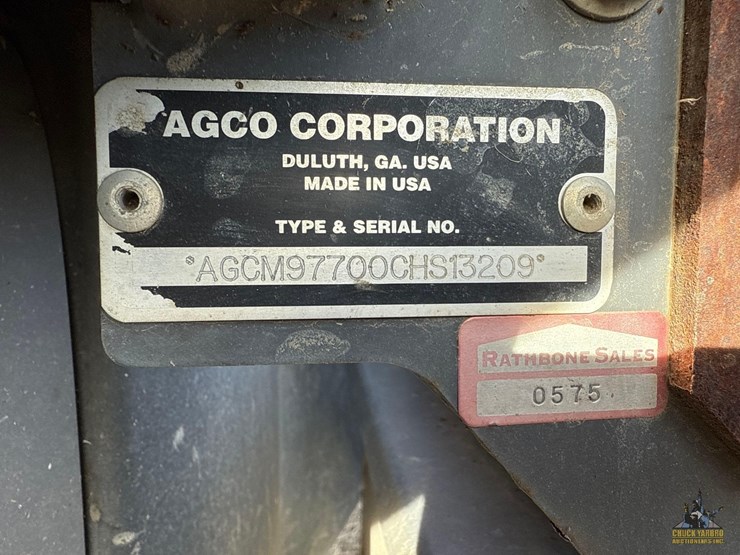 AGCO CORPORATION
DULUTH, GA. USA
MADE IN USA
TYPE & SERIAL NO.
*AGCM97700CHS13209*
RATHBONE SALES
0575
CHUCK YARBRO
AUCTIONEERS INC.